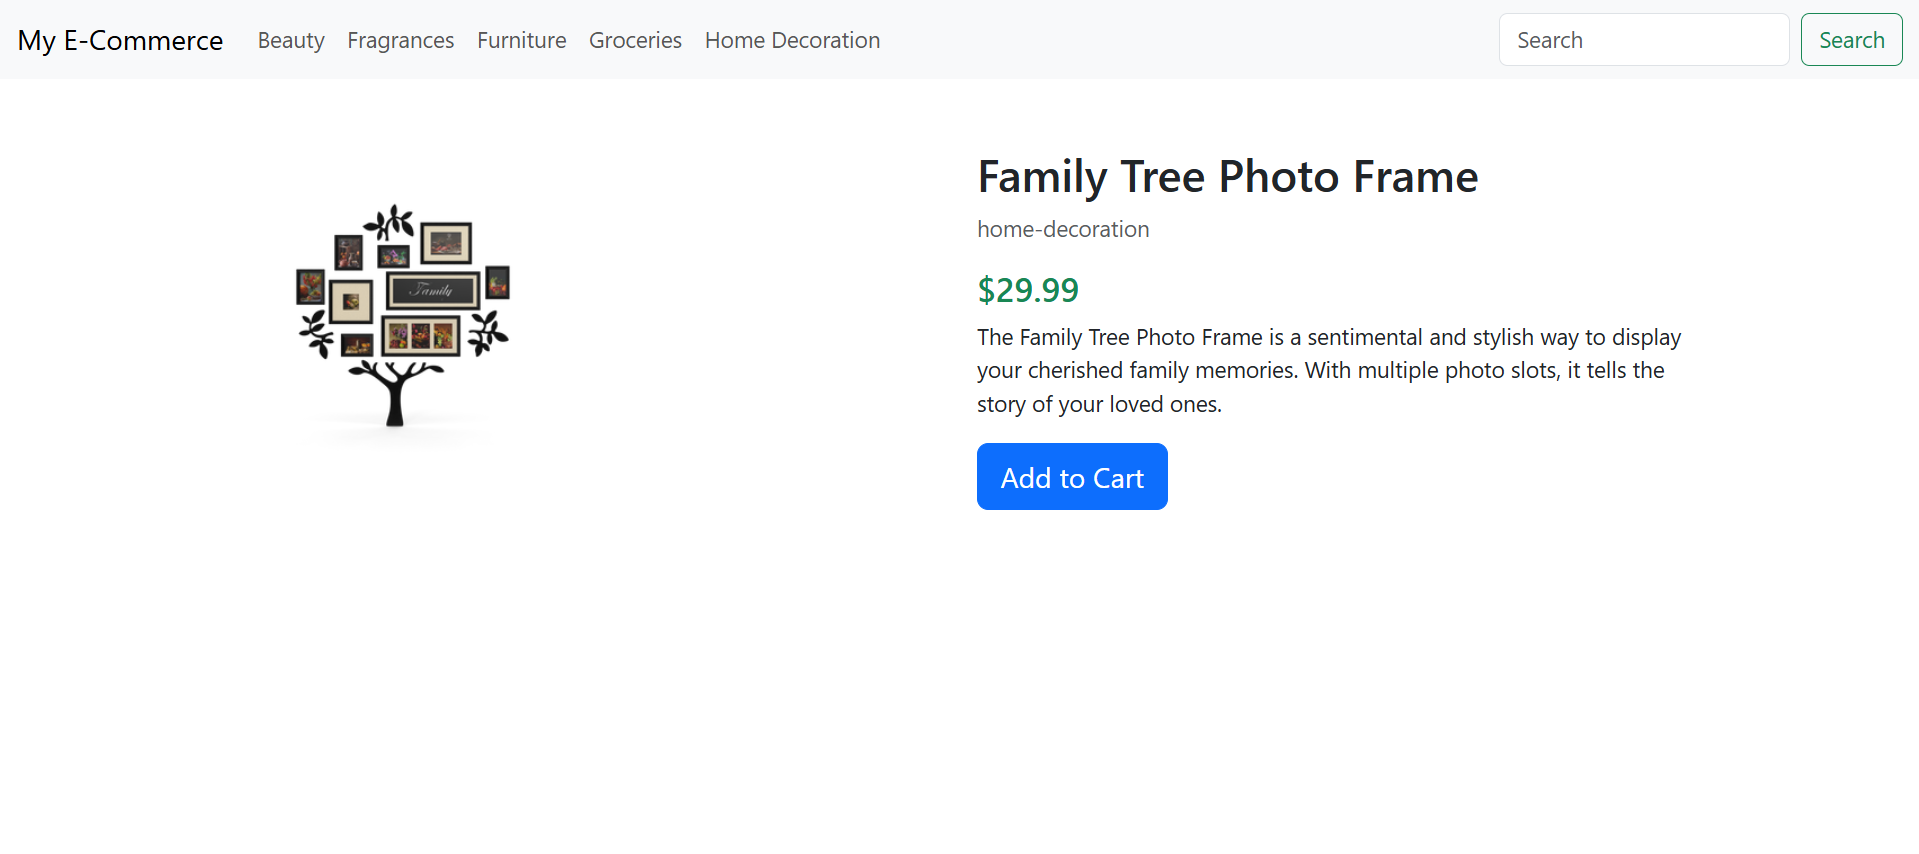 My E-Commerce Beauty Fragrances Furniture Groceries Home Decoration Search Search
Family Tree Photo Frame
home-decoration
Family
$29.99
The Family Tree Photo Frame is a sentimental and stylish way to display
your cherished family memories. With multiple photo slots, it tells the
story of your loved ones.
Add to Cart